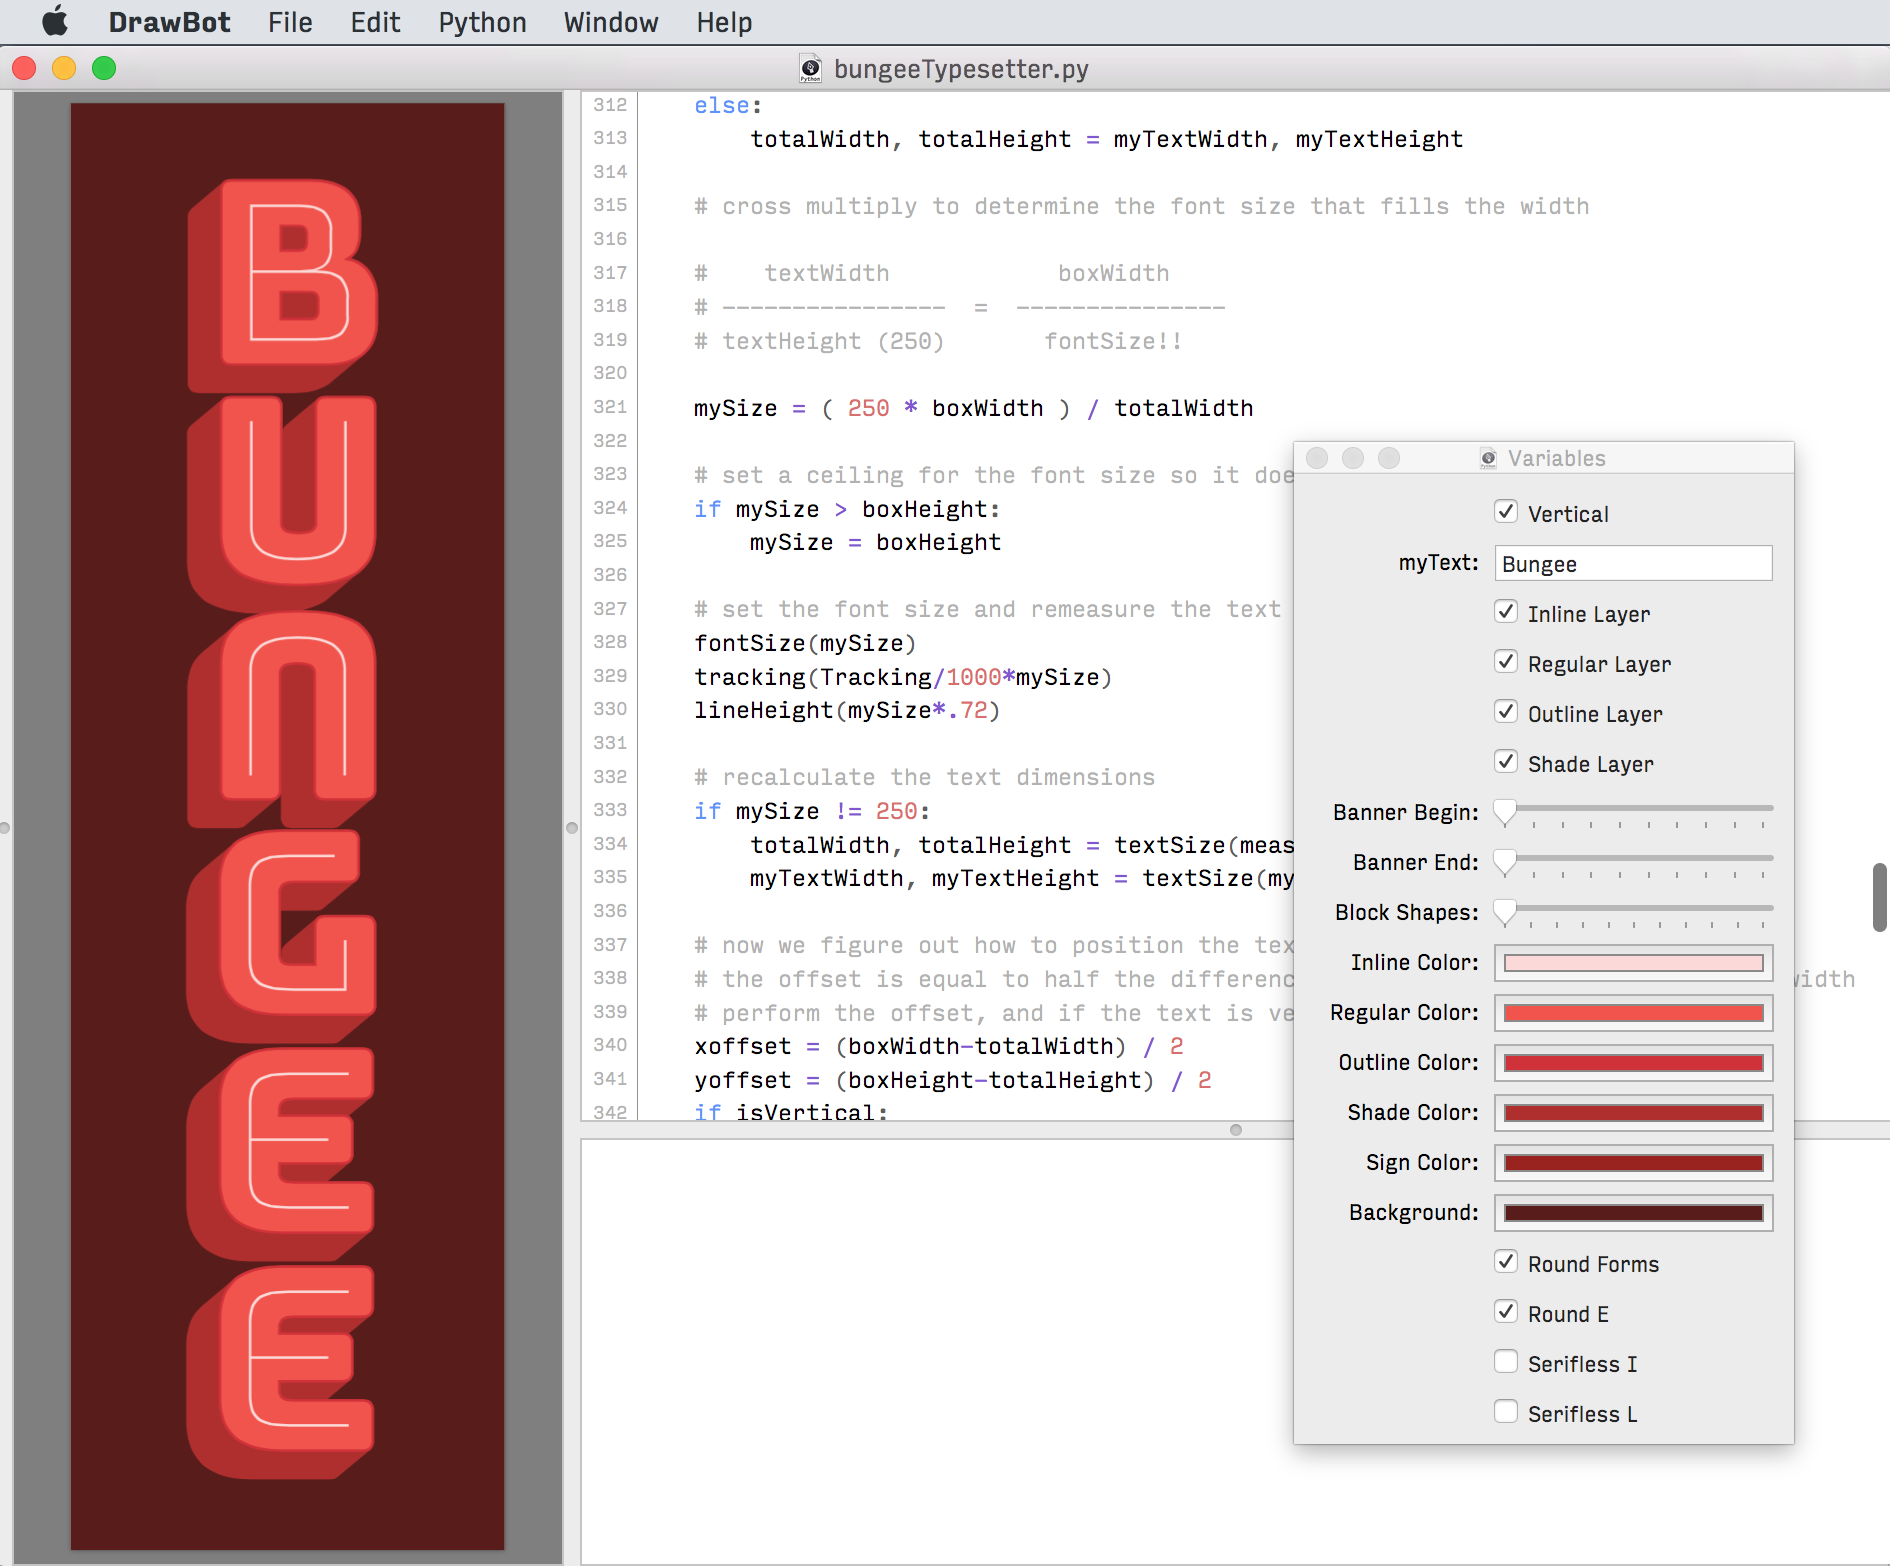 DrawBot File Edit Python Window Help
bungeeTypesetter.py
BUNGEE
312 else:
313 totalWidth, totalHeight = myTextWidth, myTextHeight
314
315 # cross multiply to determine the font size that fills the width
316
317 # textWidth boxWidth
318 # ---------------- = ---------------
319 # textHeight (250) fontSize!!
320
321 mySize = ( 250 * boxWidth ) / totalWidth
322
323 # set a ceiling for the font size so it doe
324 if mySize > boxHeight:
325 mySize = boxHeight
326
327 # set the font size and remeasure the text
328 fontSize(mySize)
329 tracking(Tracking/1000*mySize)
330 lineHeight(mySize*.72)
331
332 # recalculate the text dimensions
333 if mySize != 250:
334 totalWidth, totalHeight = textSize(meas
335 myTextWidth, myTextHeight = textSize(my
336
337 # now we figure out how to position the tex
338 # the offset is equal to half the differenc width
339 # perform the offset, and if the text is ve
340 xoffset = (boxWidth-totalWidth) / 2
341 yoffset = (boxHeight-totalHeight) / 2
342 if isVertical:
Variables
Vertical
myText: Bungee
Inline Layer
Regular Layer
Outline Layer
Shade Layer
Banner Begin:
Banner End:
Block Shapes:
Inline Color:
Regular Color:
Outline Color:
Shade Color:
Sign Color:
Background:
Round Forms
Round E
Serifless I
Serifless L